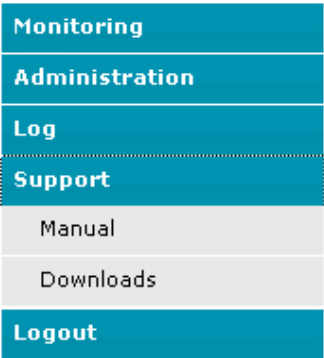 Monitoring
Administration
Log
Support
Manual
Downloads
Logout